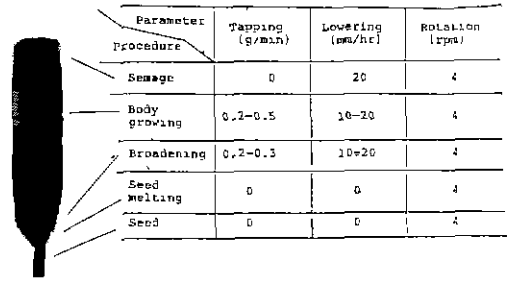 Parameter Tapping Lowering Rotation
(g/min) (mm/hr) (rpm)
Procedure
Semage 0 20 4
Body
growing 0.2-0.5 10-20 4
Broadening 0.2-0.3 10-20 4
Seed
melting 0 0 4
Seed 0 0 4